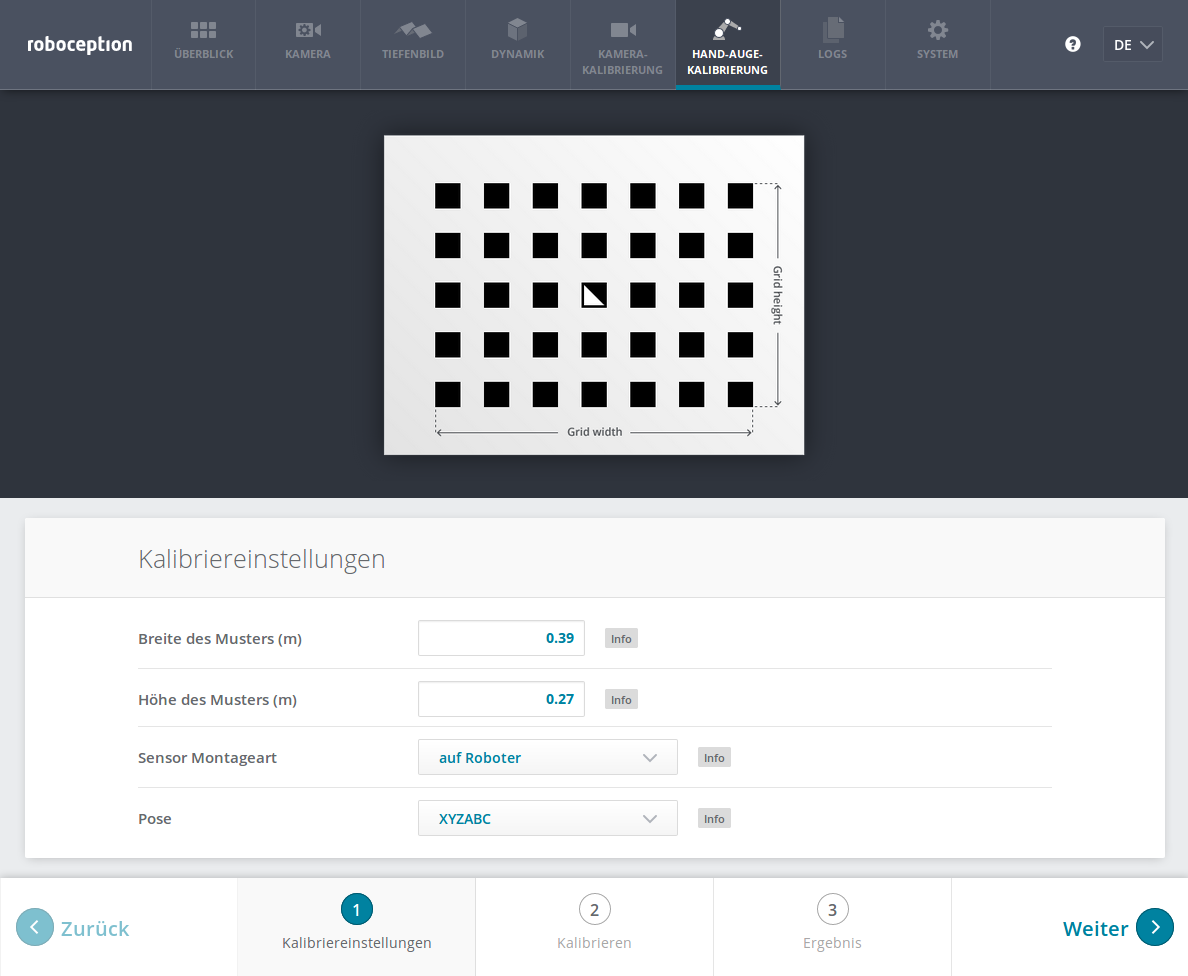 roboception
ÜBERBLICK
KAMERA
TIEFENBILD
DYNAMIK
KAMERA-
KALIBRIERUNG
HAND-AUGE-
KALIBRIERUNG
LOGS
SYSTEM
?
DE
Grid height
Grid width
Kalibriereinstellungen
Breite des Musters (m)
0.39
Info
Höhe des Musters (m)
0.27
Info
Sensor Montageart
auf Roboter
Info
Pose
XYZABC
Info
Zurück
1
Kalibriereinstellungen
2
Kalibrieren
3
Ergebnis
Weiter